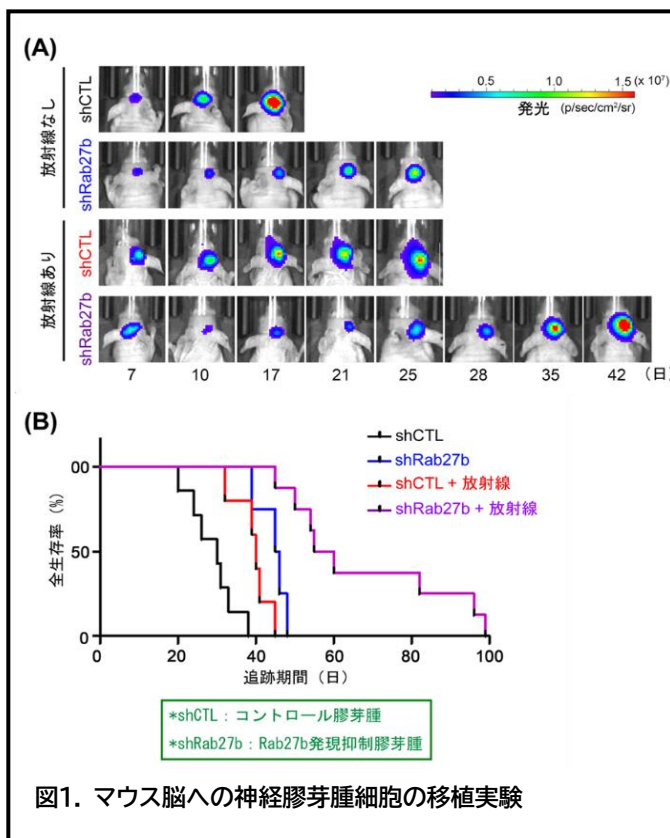 (A)
放射線なし
shCTL
shRab27b
放射線あり
shCTL
shRab27b
0.5 1.0 1.5 (x 10⁷)
発光 (p/sec/cm²/sr)
7 10 17 21 25 28 35 42 (日)
(B)
shCTL
shRab27b
shCTL + 放射線
shRab27b + 放射線
全生存率 (%)
00
50
0
0 20 40 60 80 100
追跡期間（日）
*shCTL：コントロール膠芽腫
*shRab27b：Rab27b発現抑制膠芽腫
図1. マウス脳への神経膠芽腫細胞の移植実験